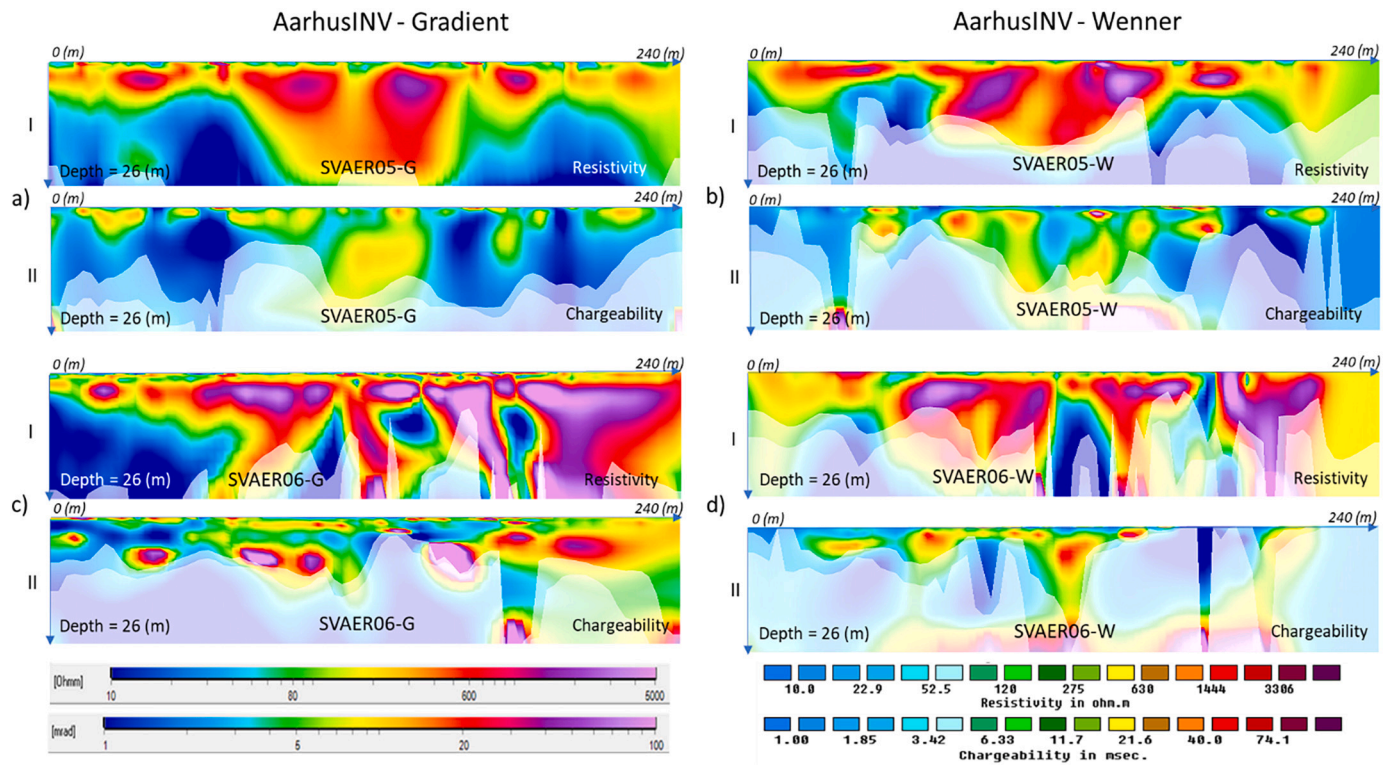 AarhusINV - Gradient
AarhusINV - Wenner
0 (m)
240 (m)
0 (m)
240 (m)
I
Depth = 26 (m)
SVAER05-G
Resistivity
I
Depth = 26 (m)
SVAER05-W
Resistivity
a)
0 (m)
240 (m)
b)
0 (m)
240 (m)
II
Depth = 26 (m)
SVAER05-G
Chargeability
II
Depth = 26 (m)
SVAER05-W
Chargeability
0 (m)
240 (m)
0 (m)
240 (m)
I
Depth = 26 (m)
SVAER06-G
Resistivity
I
Depth = 26 (m)
SVAER06-W
Resistivity
c)
0 (m)
240 (m)
d)
0 (m)
240 (m)
II
Depth = 26 (m)
SVAER06-G
Chargeability
II
Depth = 26 (m)
SVAER06-W
Chargeability
[Ohmm]
10 80 600 5000
10.0 22.9 52.5 120 275 630 1444 3306
Resistivity in ohm.m
[mrad]
1 5 20 100
1.00 1.85 3.42 6.33 11.7 21.6 40.0 74.1
Chargeability in msec.